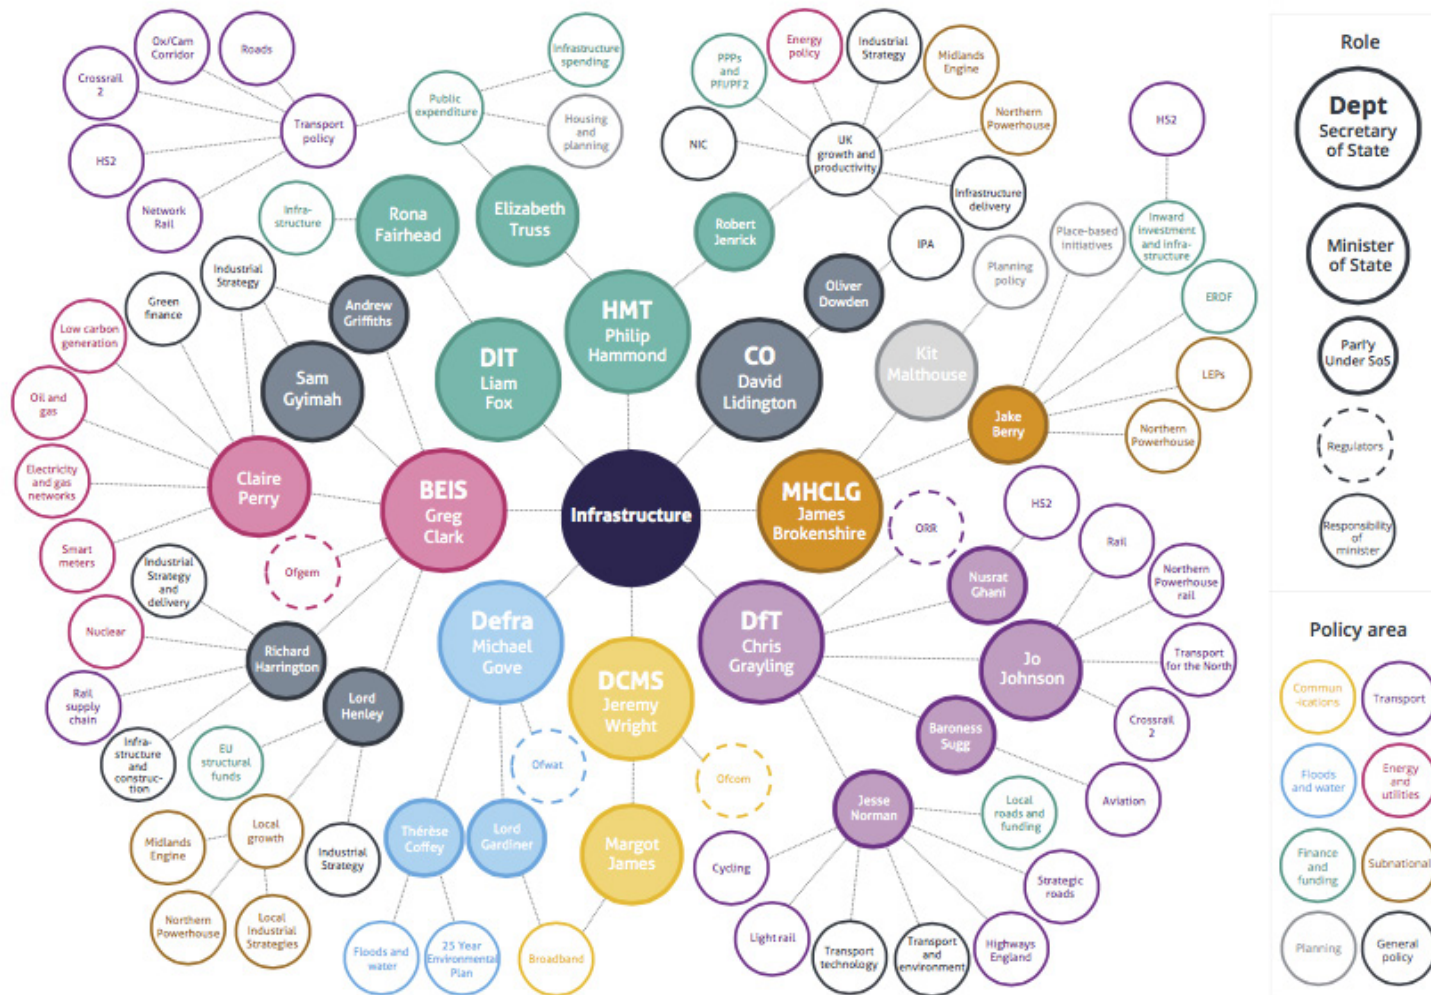 Ox/Cam
Corridor
Roads
Crossrail
2
HS2
Network
Rail
Transport
policy
Public
expenditure
Infrastructure
spending
Housing
and
planning
PPPs
and
PFI/PF2
Energy
policy
Industrial
Strategy
Midlands
Engine
Northern
Powerhouse
NIC
UK
growth and
productivity
Infrastructure
delivery
IPA
HS2
Infra-
structure
Rona
Fairhead
Elizabeth
Truss
Robert
Jenrick
Oliver
Dowden
Planning
policy
Place-based
initiatives
Inward
investment
and infra-
structure
ERDF
LEPs
Northern
Powerhouse
Industrial
Strategy
Green
finance
Andrew
Griffiths
Sam
Gyimah
DIT
Liam
Fox
HMT
Philip
Hammond
CO
David
Lidington
Kit
Malthouse
Jake
Berry
Low carbon
generation
Oil and
gas
Electricity
and gas
networks
Smart
meters
Claire
Perry
BEIS
Greg
Clark
Infrastructure
MHCLG
James
Brokenshire
Ofgem
ORR
HS2
Rail
Northern
Powerhouse
rail
Transport
for the North
Crossrail
2
Nusrat
Ghani
Jo
Johnson
Industrial
Strategy
and
delivery
Nuclear
Rail
supply
chain
Infra-
structure
and
construc-
tion
Richard
Harrington
Lord
Henley
EU
structural
funds
Defra
Michael
Gove
DCMS
Jeremy
Wright
DfT
Chris
Grayling
Baroness
Sugg
Aviation
Midlands
Engine
Local
growth
Northern
Powerhouse
Local
Industrial
Strategies
Industrial
Strategy
Ofwat
Ofcom
Thérèse
Coffey
Lord
Gardiner
Margot
James
Floods and
water
25 Year
Environmental
Plan
Broadband
Jesse
Norman
Local
roads and
funding
Cycling
Light rail
Transport
technology
Transport
and
environment
Highways
England
Strategic
roads
Role
Dept
Secretary
of State
Minister
of State
Parl'y
Under SoS
Regulators
Responsibility
of
minister
Policy area
Commun
-ications
Transport
Floods
and water
Energy
and
utilities
Finance
and
funding
Subnational
Planning
General
policy